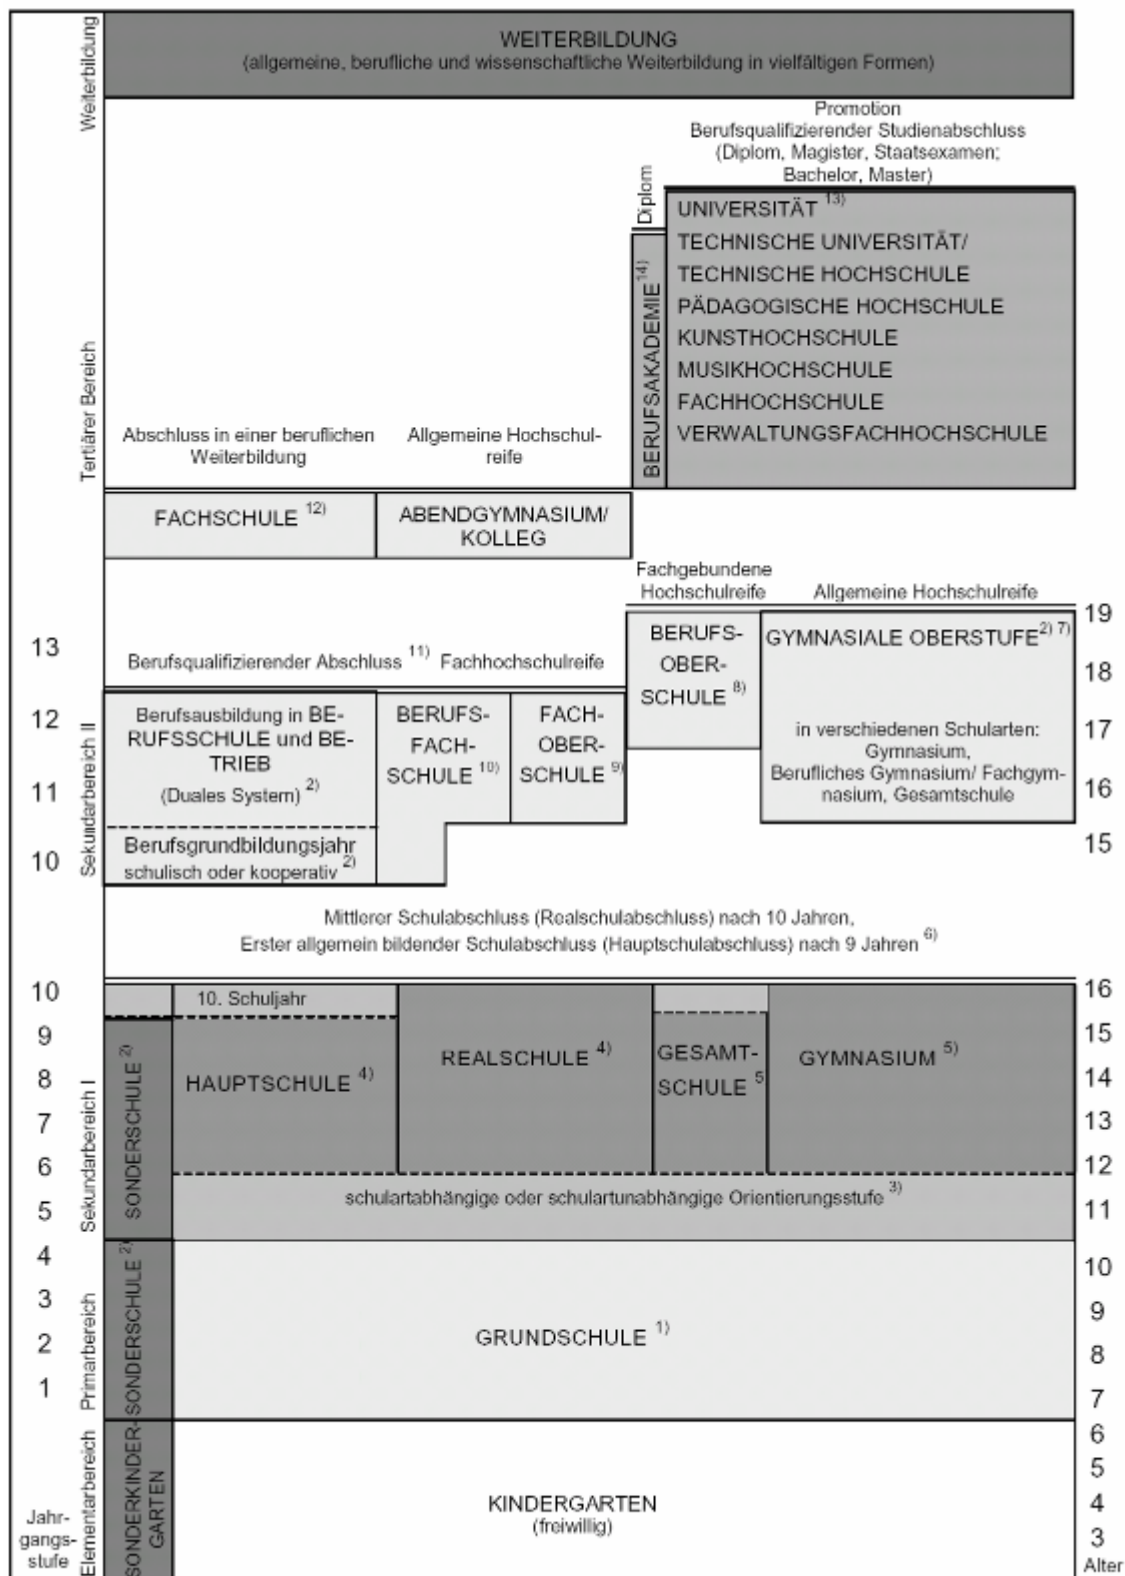 Weiterbildung
WEITERBILDUNG
(allgemeine, berufliche und wissenschaftliche Weiterbildung in vielfältigen Formen)
Promotion
Berufsqualifizierender Studienabschluss
(Diplom, Magister, Staatsexamen;
Bachelor, Master)
Tertiärer Bereich
Diplom
BERUFSAKADEMIE 14)
UNIVERSITÄT 13)
TECHNISCHE UNIVERSITÄT/
TECHNISCHE HOCHSCHULE
PÄDAGOGISCHE HOCHSCHULE
KUNSTHOCHSCHULE
MUSIKHOCHSCHULE
FACHHOCHSCHULE
VERWALTUNGSFACHHOCHSCHULE
Abschluss in einer beruflichen
Weiterbildung
Allgemeine Hochschul-
reife
FACHSCHULE 12)
ABENDGYMNASIUM/
KOLLEG
Fachgebundene
Hochschulreife
Allgemeine Hochschulreife
13
12
11
10
Sekundarbereich II
Berufsqualifizierender Abschluss 11)
Fachhochschulreife
Berufsausbildung in BE-
RUFSSCHULE und BE-
TRIEB
(Duales System) 2)
Berufsgrundbildungsjahr
schulisch oder kooperativ 2)
BERUFS-
FACH-
SCHULE 10)
FACH-
OBER-
SCHULE 9)
BERUFS-
OBER-
SCHULE 8)
GYMNASIALE OBERSTUFE 2) 7)
in verschiedenen Schularten:
Gymnasium,
Berufliches Gymnasium/ Fachgym-
nasium, Gesamtschule
19
18
17
16
15
Mittlerer Schulabschluss (Realschulabschluss) nach 10 Jahren,
Erster allgemein bildender Schulabschluss (Hauptschulabschluss) nach 9 Jahren 6)
10
9
8
7
6
5
Sekundarbereich I
SONDERSCHULE 2)
10. Schuljahr
HAUPTSCHULE 4)
REALSCHULE 4)
GESAMT-
SCHULE 5
GYMNASIUM 5)
schulartabhängige oder schulartunabhängige Orientierungsstufe 3)
16
15
14
13
12
11
4
3
2
1
Primarbereich
SONDERSCHULE 2)
GRUNDSCHULE 1)
10
9
8
7
Jahr-
gangs-
stufe
Elementarbereich
SONDERKINDER-
GARTEN
KINDERGARTEN
(freiwillig)
6
5
4
3
Alter